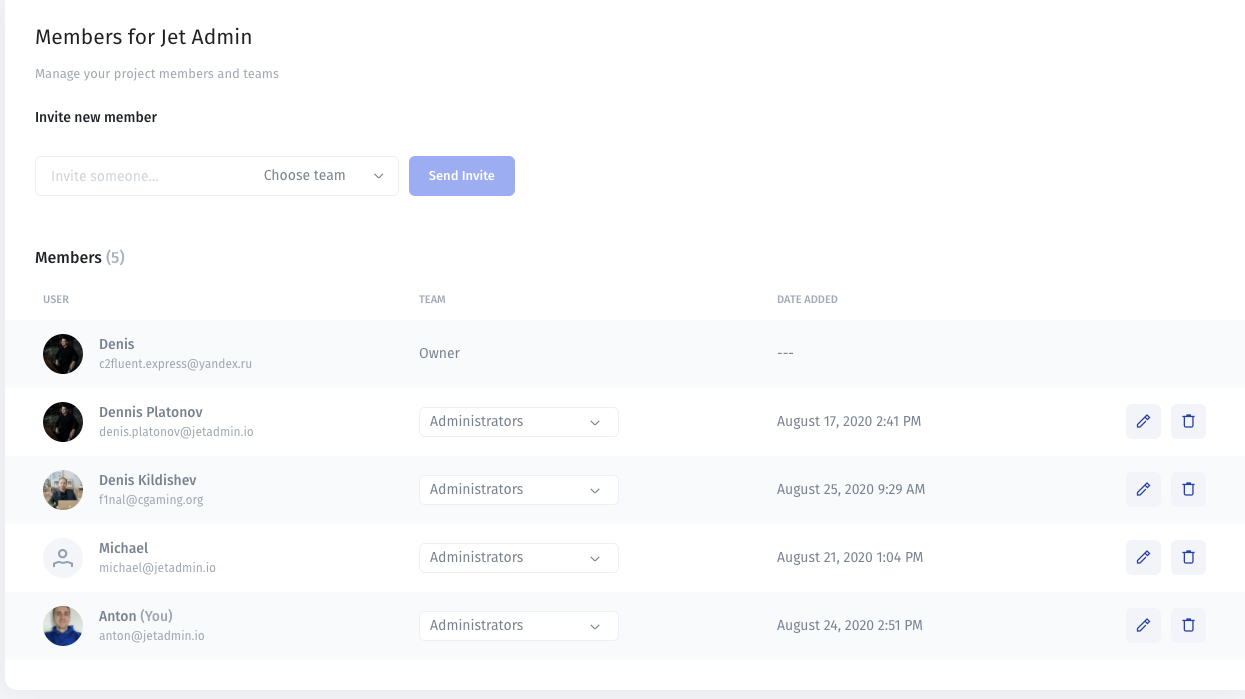 Members for Jet Admin
Manage your project members and teams
Invite new member
Invite someone... Choose team Send Invite
Members (5)
USER TEAM DATE ADDED
Denis
c2fluent.express@yandex.ru
Owner ---
Dennis Platonov
denis.platonov@jetadmin.io
Administrators August 17, 2020 2:41 PM
Denis Kildishev
f1nal@cgaming.org
Administrators August 25, 2020 9:29 AM
Michael
michael@jetadmin.io
Administrators August 21, 2020 1:04 PM
Anton (You)
anton@jetadmin.io
Administrators August 24, 2020 2:51 PM